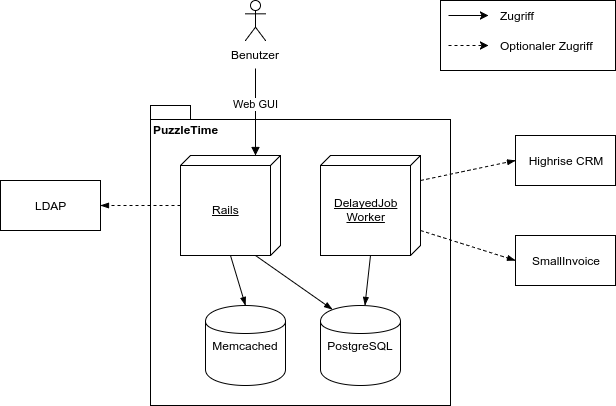 Zugriff
Optionaler Zugriff
Benutzer
Web GUI
PuzzleTime
Rails
DelayedJob
Worker
LDAP
Highrise CRM
SmallInvoice
Memcached
PostgreSQL